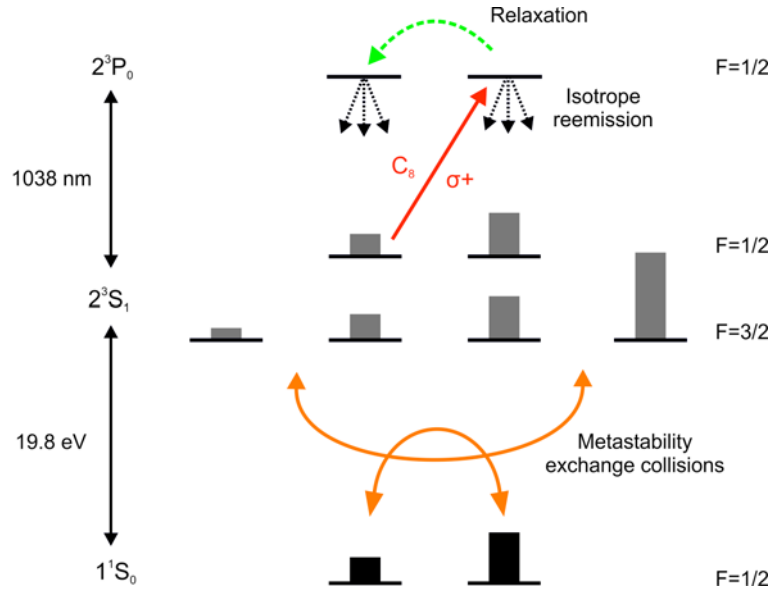 Relaxation
2³P₀
F=1/2
Isotrope
reemission
1038 nm
C₈
σ+
F=1/2
2³S₁
F=3/2
19.8 eV
Metastability
exchange collisions
1¹S₀
F=1/2